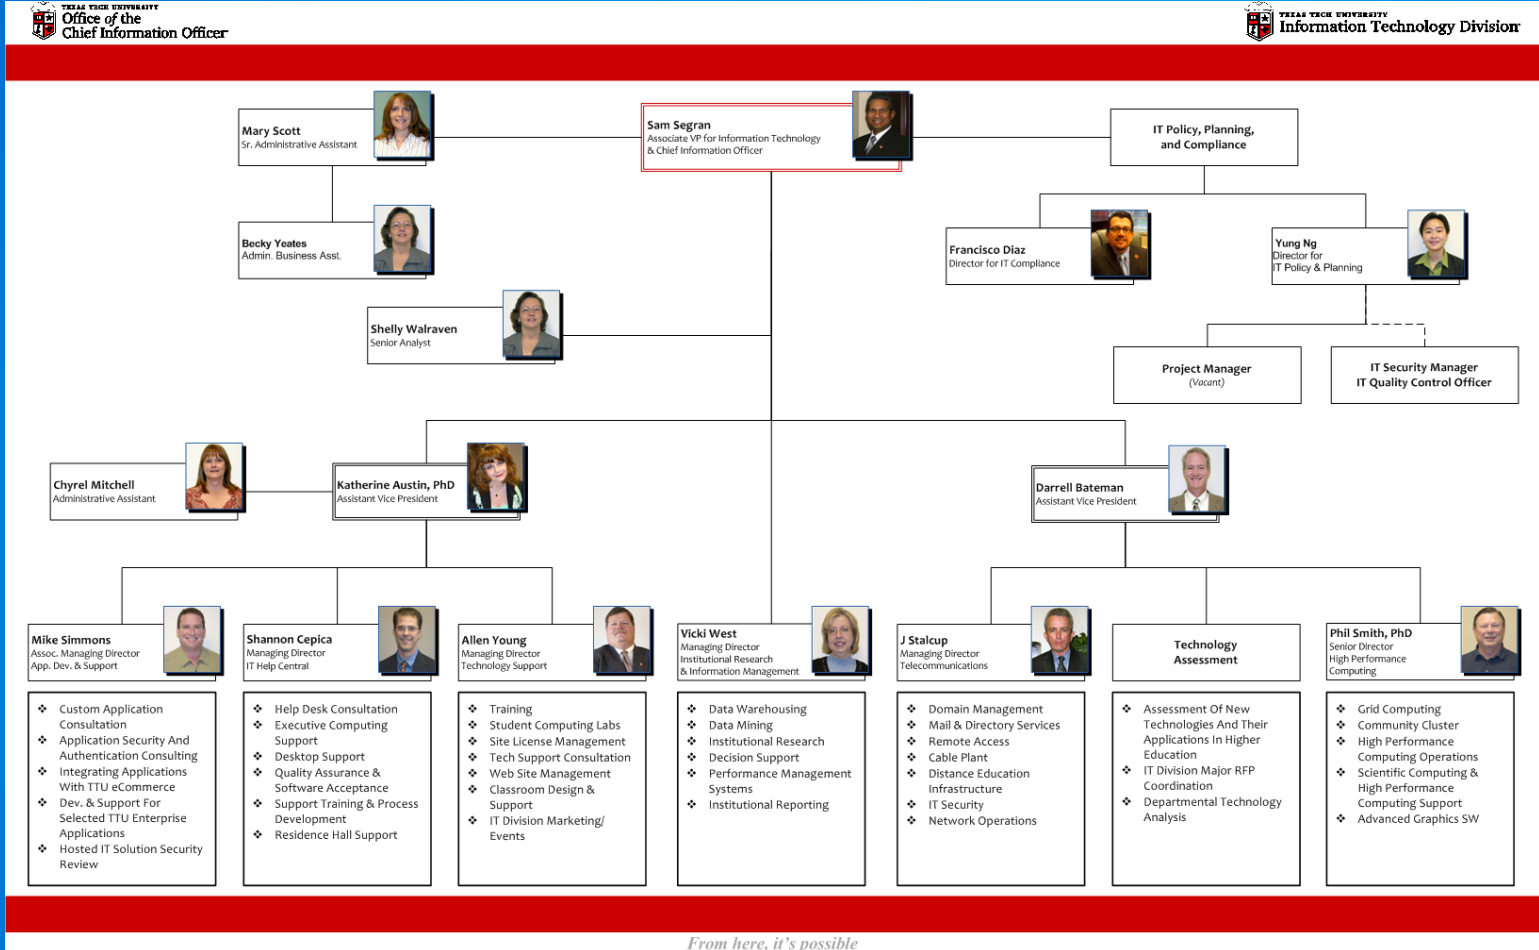 TEXAS TECH UNIVERSITY
Office of the
Chief Information Officer
TEXAS TECH UNIVERSITY
Information Technology Division
Mary Scott
Sr. Administrative Assistant
Sam Segran
Associate VP for Information Technology
& Chief Information Officer
IT Policy, Planning,
and Compliance
Becky Yeates
Admin. Business Asst.
Francisco Diaz
Director for IT Compliance
Yung Ng
Director for
IT Policy & Planning
Shelly Walraven
Senior Analyst
Project Manager
(Vacant)
IT Security Manager
IT Quality Control Officer
Chyrel Mitchell
Administrative Assistant
Katherine Austin, PhD
Assistant Vice President
Darrell Bateman
Assistant Vice President
Mike Simmons
Assoc. Managing Director
App. Dev. & Support
Shannon Cepica
Managing Director
IT Help Central
Allen Young
Managing Director
Technology Support
Vicki West
Managing Director
Institutional Research
& Information Management
J Stalcup
Managing Director
Telecommunications
Technology
Assessment
Phil Smith, PhD
Senior Director
High Performance
Computing
❖ Custom Application
Consultation
❖ Application Security And
Authentication Consulting
❖ Integrating Applications
With TTU eCommerce
❖ Dev. & Support For
Selected TTU Enterprise
Applications
❖ Hosted IT Solution Security
Review
❖ Help Desk Consultation
❖ Executive Computing
Support
❖ Desktop Support
❖ Quality Assurance &
Software Acceptance
❖ Support Training & Process
Development
❖ Residence Hall Support
❖ Training
❖ Student Computing Labs
❖ Site License Management
❖ Tech Support Consultation
❖ Web Site Management
❖ Classroom Design &
Support
❖ IT Division Marketing/
Events
❖ Data Warehousing
❖ Data Mining
❖ Institutional Research
❖ Decision Support
❖ Performance Management
Systems
❖ Institutional Reporting
❖ Domain Management
❖ Mail & Directory Services
❖ Remote Access
❖ Cable Plant
❖ Distance Education
Infrastructure
❖ IT Security
❖ Network Operations
❖ Assessment Of New
Technologies And Their
Applications In Higher
Education
❖ IT Division Major RFP
Coordination
❖ Departmental Technology
Analysis
❖ Grid Computing
❖ Community Cluster
❖ High Performance
Computing Operations
❖ Scientific Computing &
High Performance
Computing Support
❖ Advanced Graphics SW
From here, it's possible